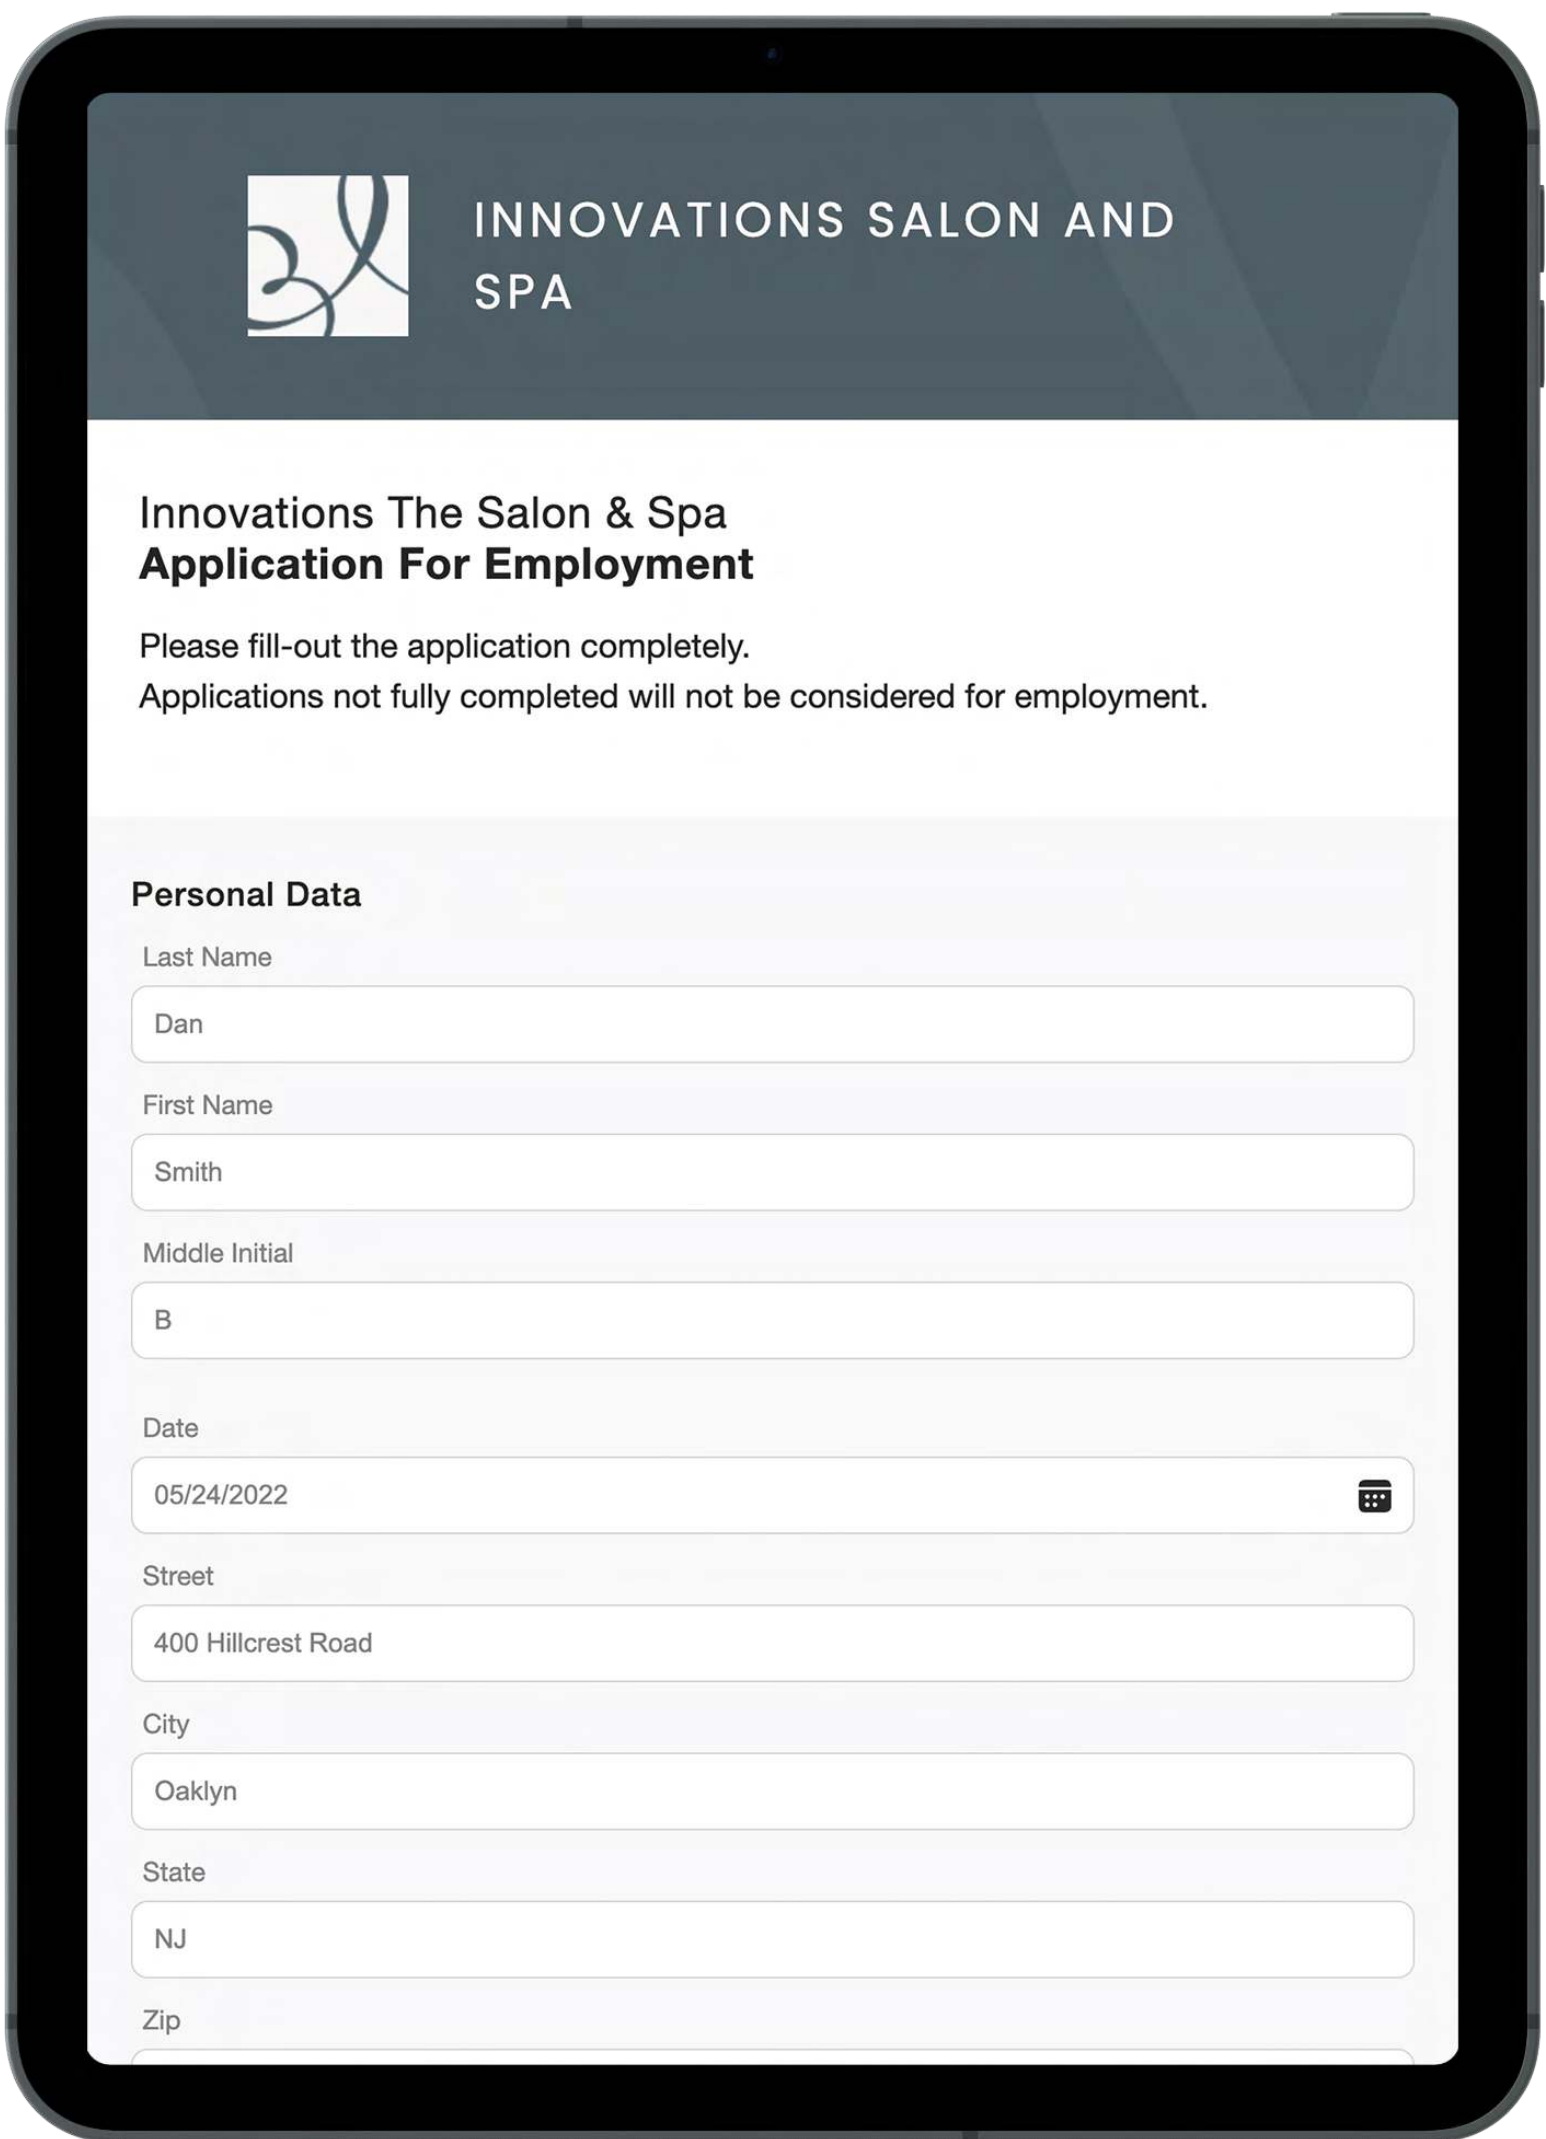 INNOVATIONS SALON AND
SPA
Innovations The Salon & Spa
Application For Employment
Please fill-out the application completely.
Applications not fully completed will not be considered for employment.
Personal Data
Last Name
Dan
First Name
Smith
Middle Initial
B
Date
05/24/2022
Street
400 Hillcrest Road
City
Oaklyn
State
NJ
Zip